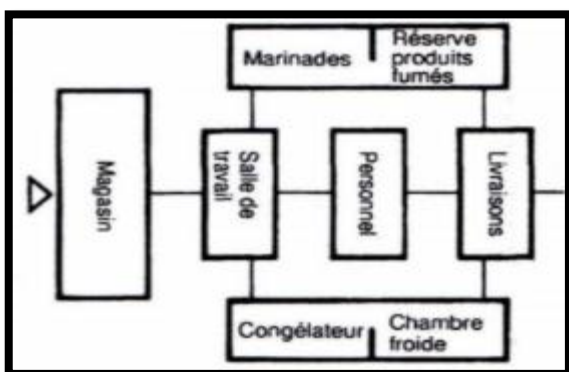 Marinades
Réserve
produits
fumés
Magasin
Salle de
travail
Personnel
Livraisons
Congélateur
Chambre
froide